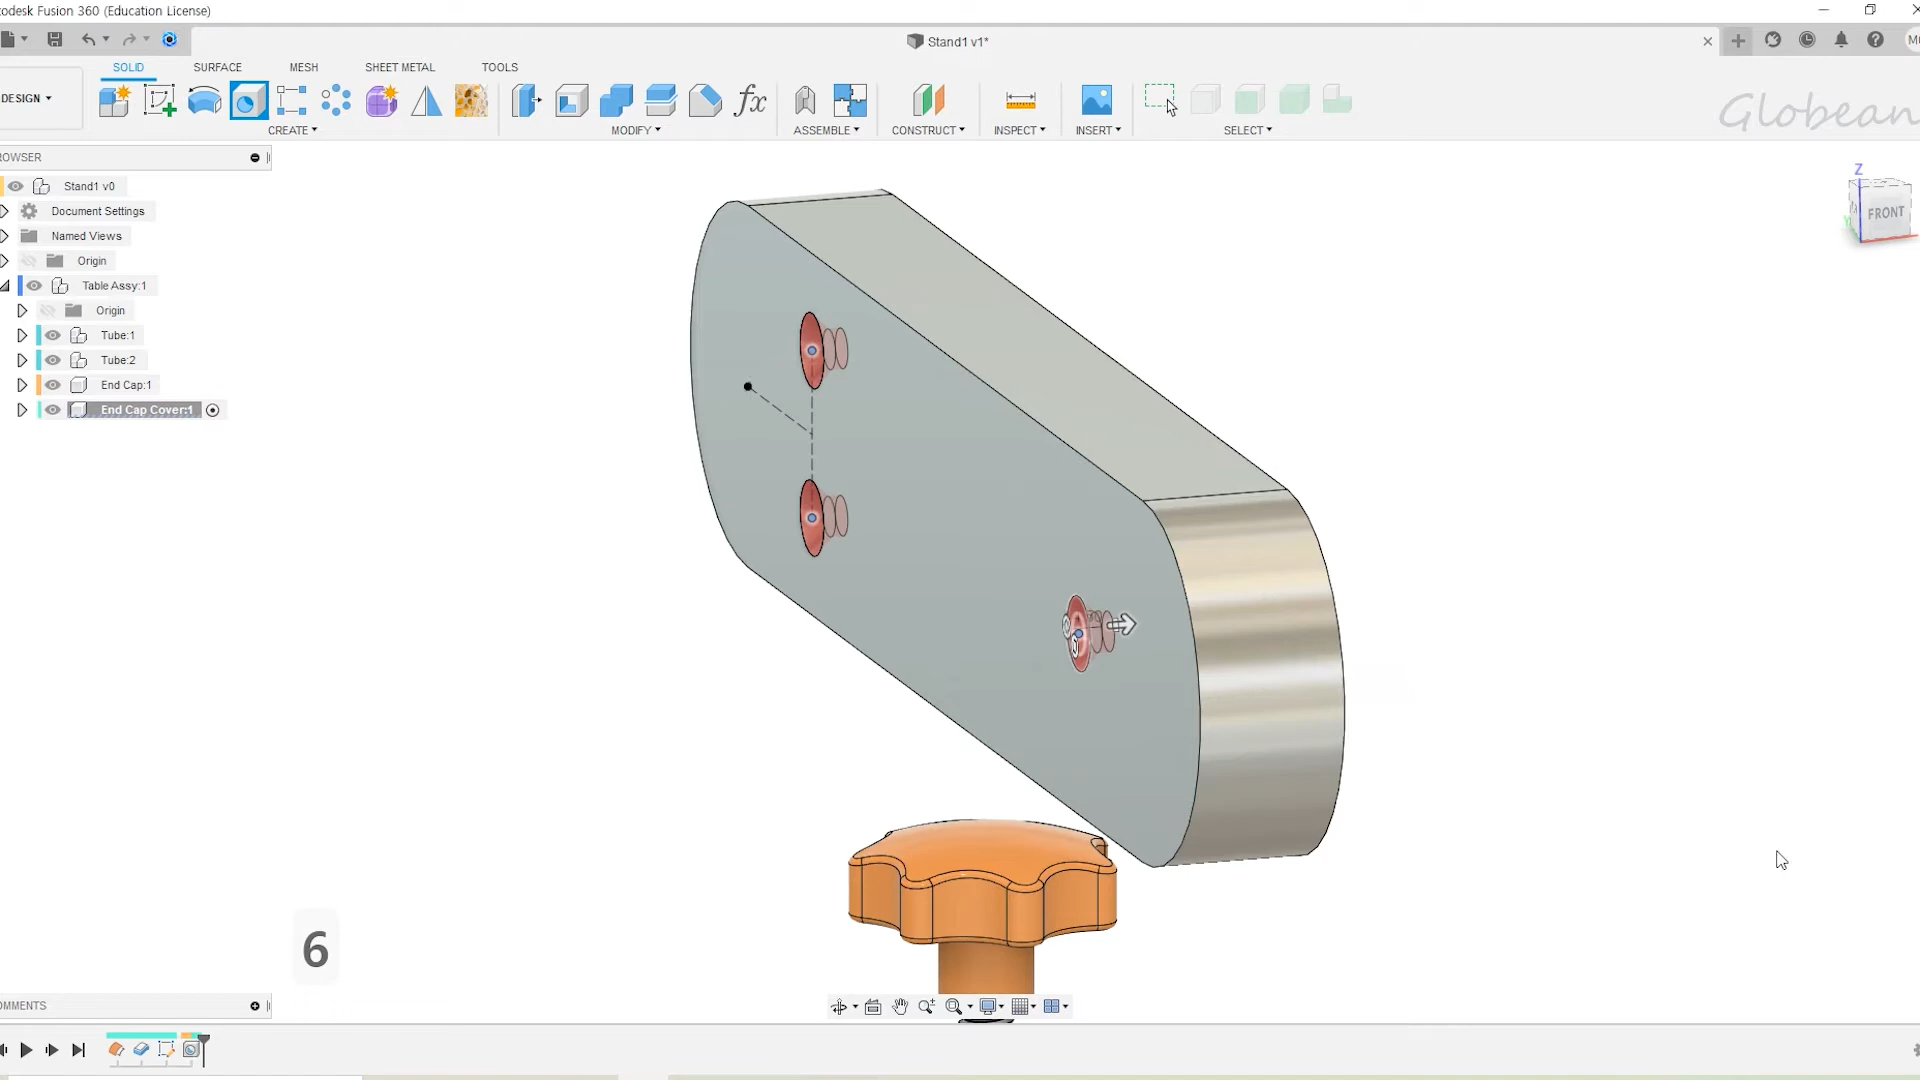 odesk Fusion 360 (Education License)
Stand1 v1*
SOLID
SURFACE
MESH
SHEET METAL
TOOLS
DESIGN
CREATE
MODIFY
fx
ASSEMBLE
CONSTRUCT
INSPECT
INSERT
SELECT
Globean
ROWSER
Stand1 v0
Document Settings
Named Views
Origin
Table Assy:1
Origin
Tube:1
Tube:2
End Cap:1
End Cap Cover:1
Z
FRONT
6
OMMENTS